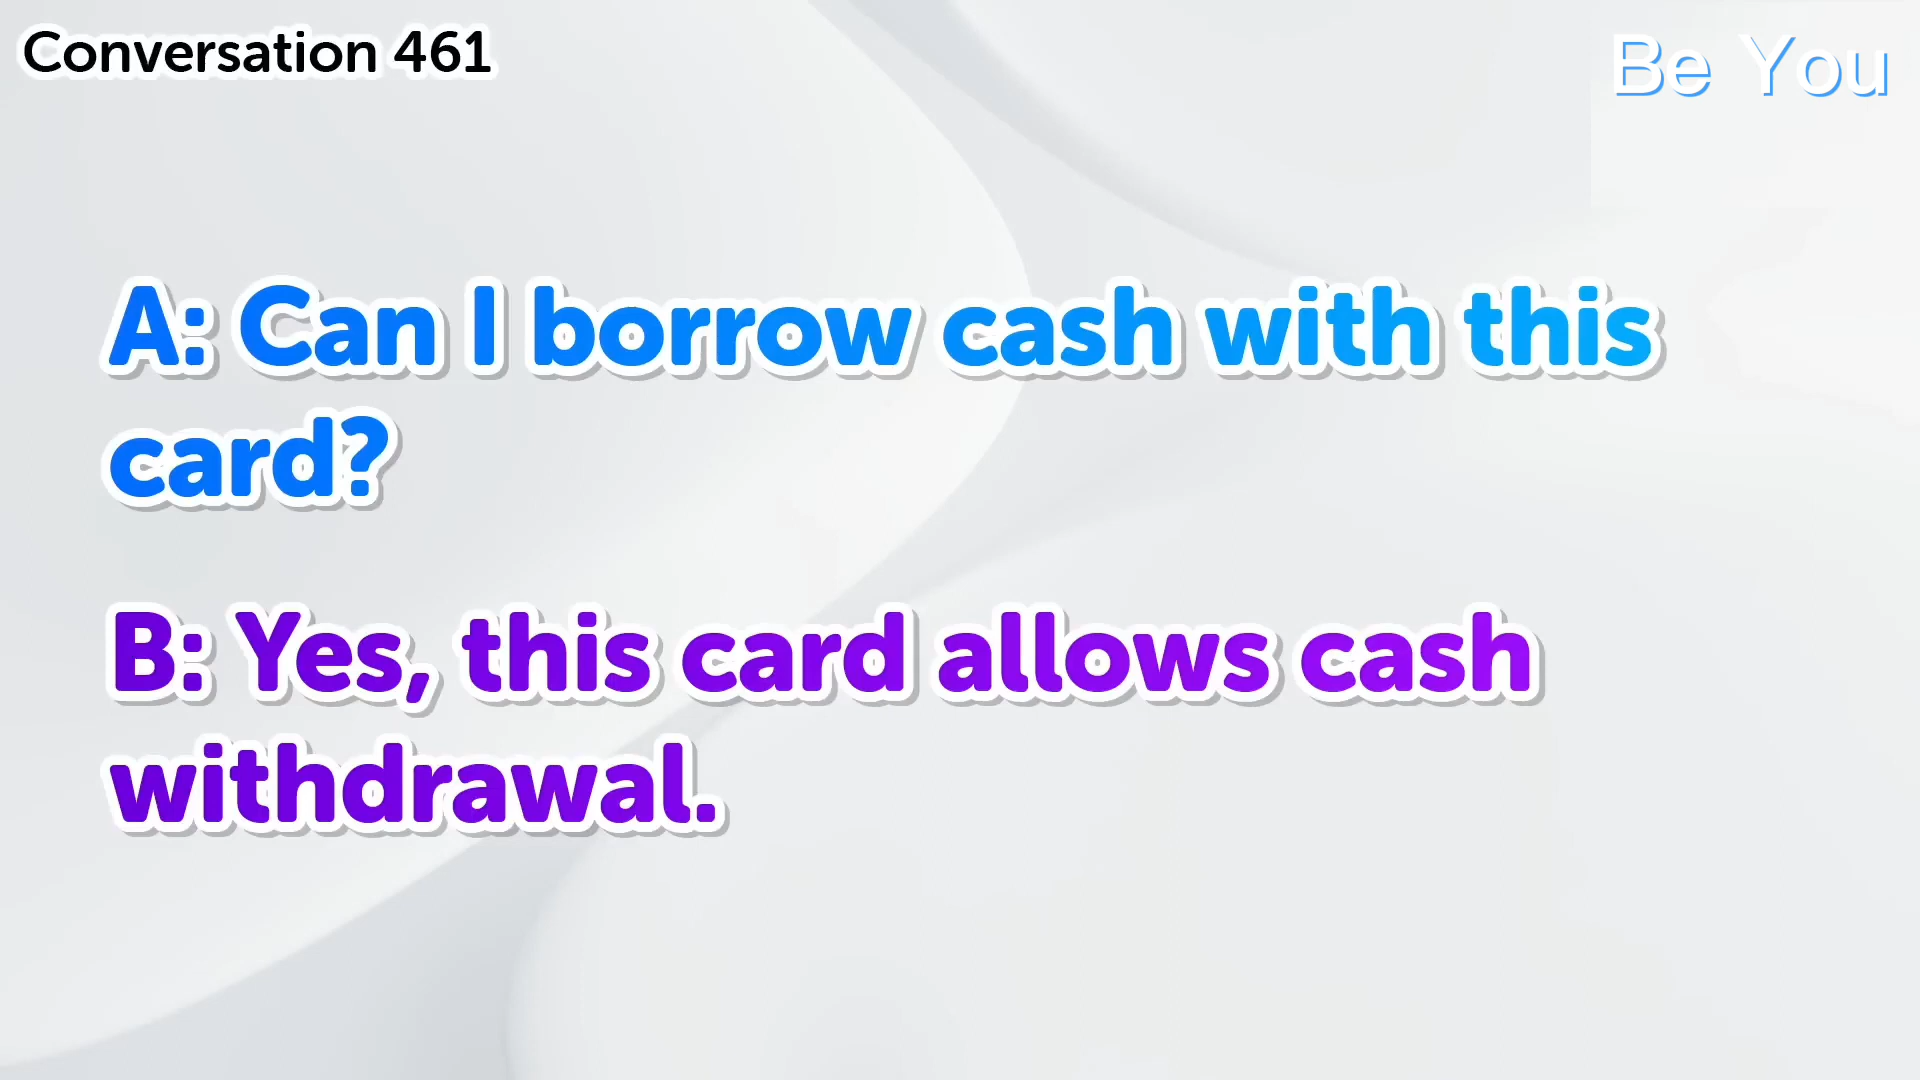 Conversation 461
Be You
A: Can I borrow cash with this
card?
B: Yes, this card allows cash
withdrawal.